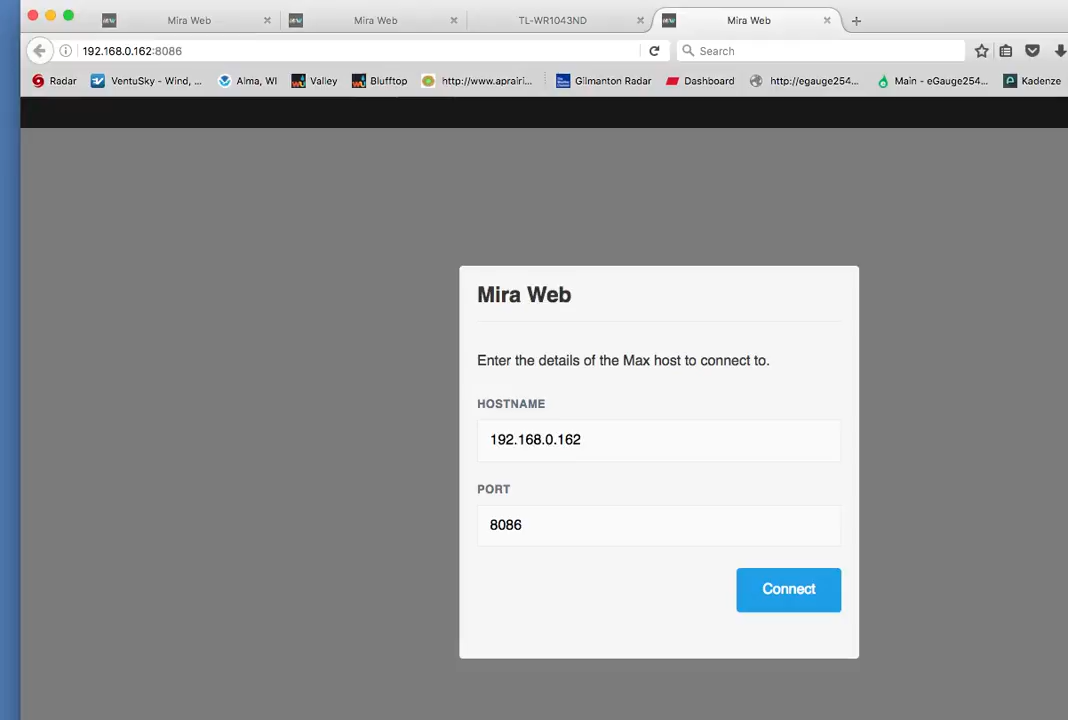 Mira Web
Mira Web
TL-WR1043ND
Mira Web
192.168.0.162:8086
Search
Radar
VentuSky - Wind, ...
Alma, WI
Valley
Blufftop
http://www.aprairi...
Gilmanton Radar
Dashboard
http://egauge254...
Main - eGauge254...
Kadenze
Mira Web
Enter the details of the Max host to connect to.
HOSTNAME
192.168.0.162
PORT
8086
Connect